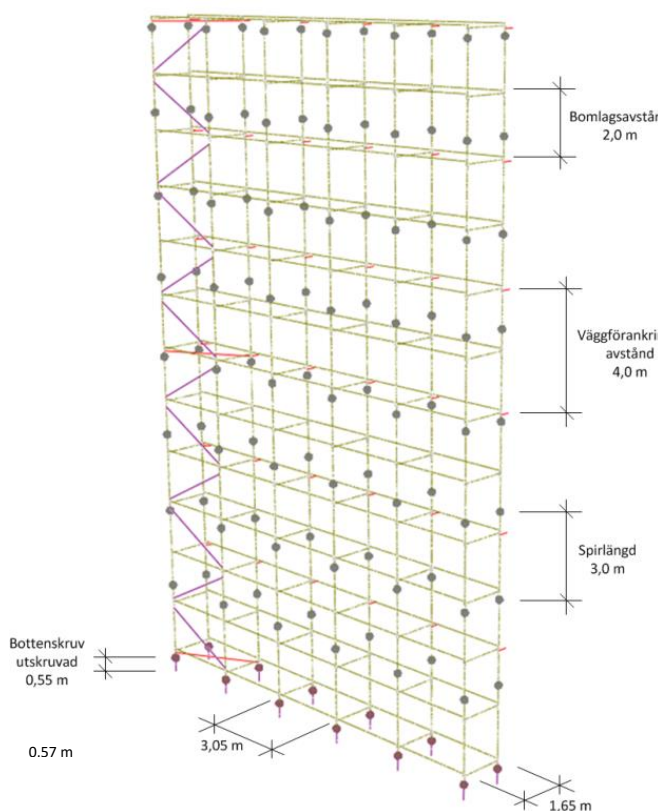 Bomlagsavstån
2,0 m
Väggförankri
avstånd
4,0 m
Spirlängd
3,0 m
Bottenskruv
utskruvad
0,55 m
0.57 m
3,05 m
1,65 m